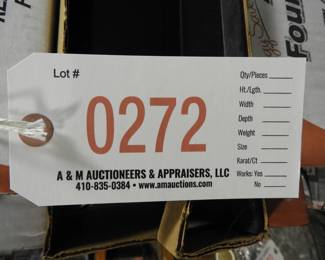 Lot #
0272
Qty/Pieces
Ht./Lgth.
Width
Depth
Weight
Size
Karat/Ct
Works: Yes
No
A & M AUCTIONEERS & APPRAISERS, LLC
410-835-0384 • www.amauctions.com
Four